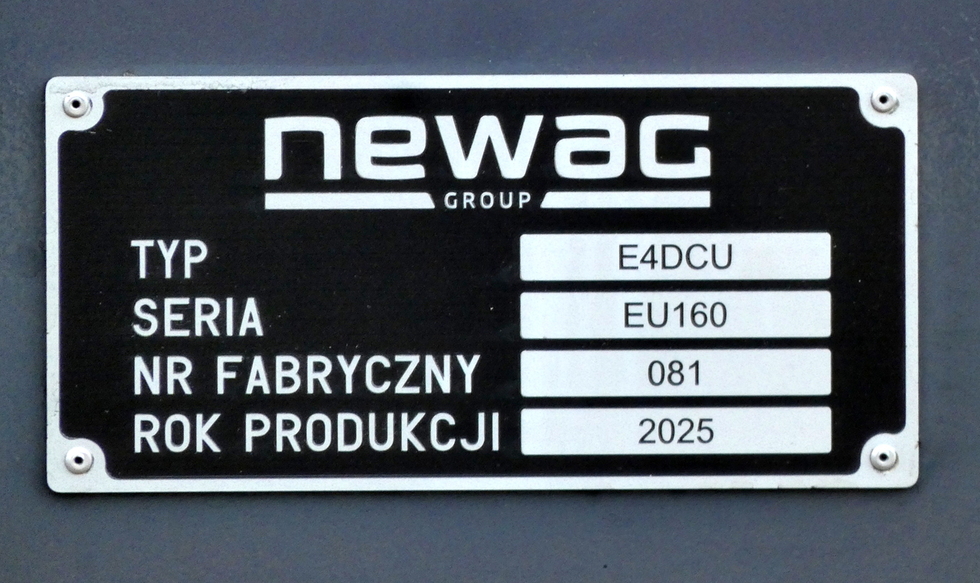 newag
GROUP
TYP E4DCU
SERIA EU160
NR FABRYCZNY 081
ROK PRODUKCJI 2025